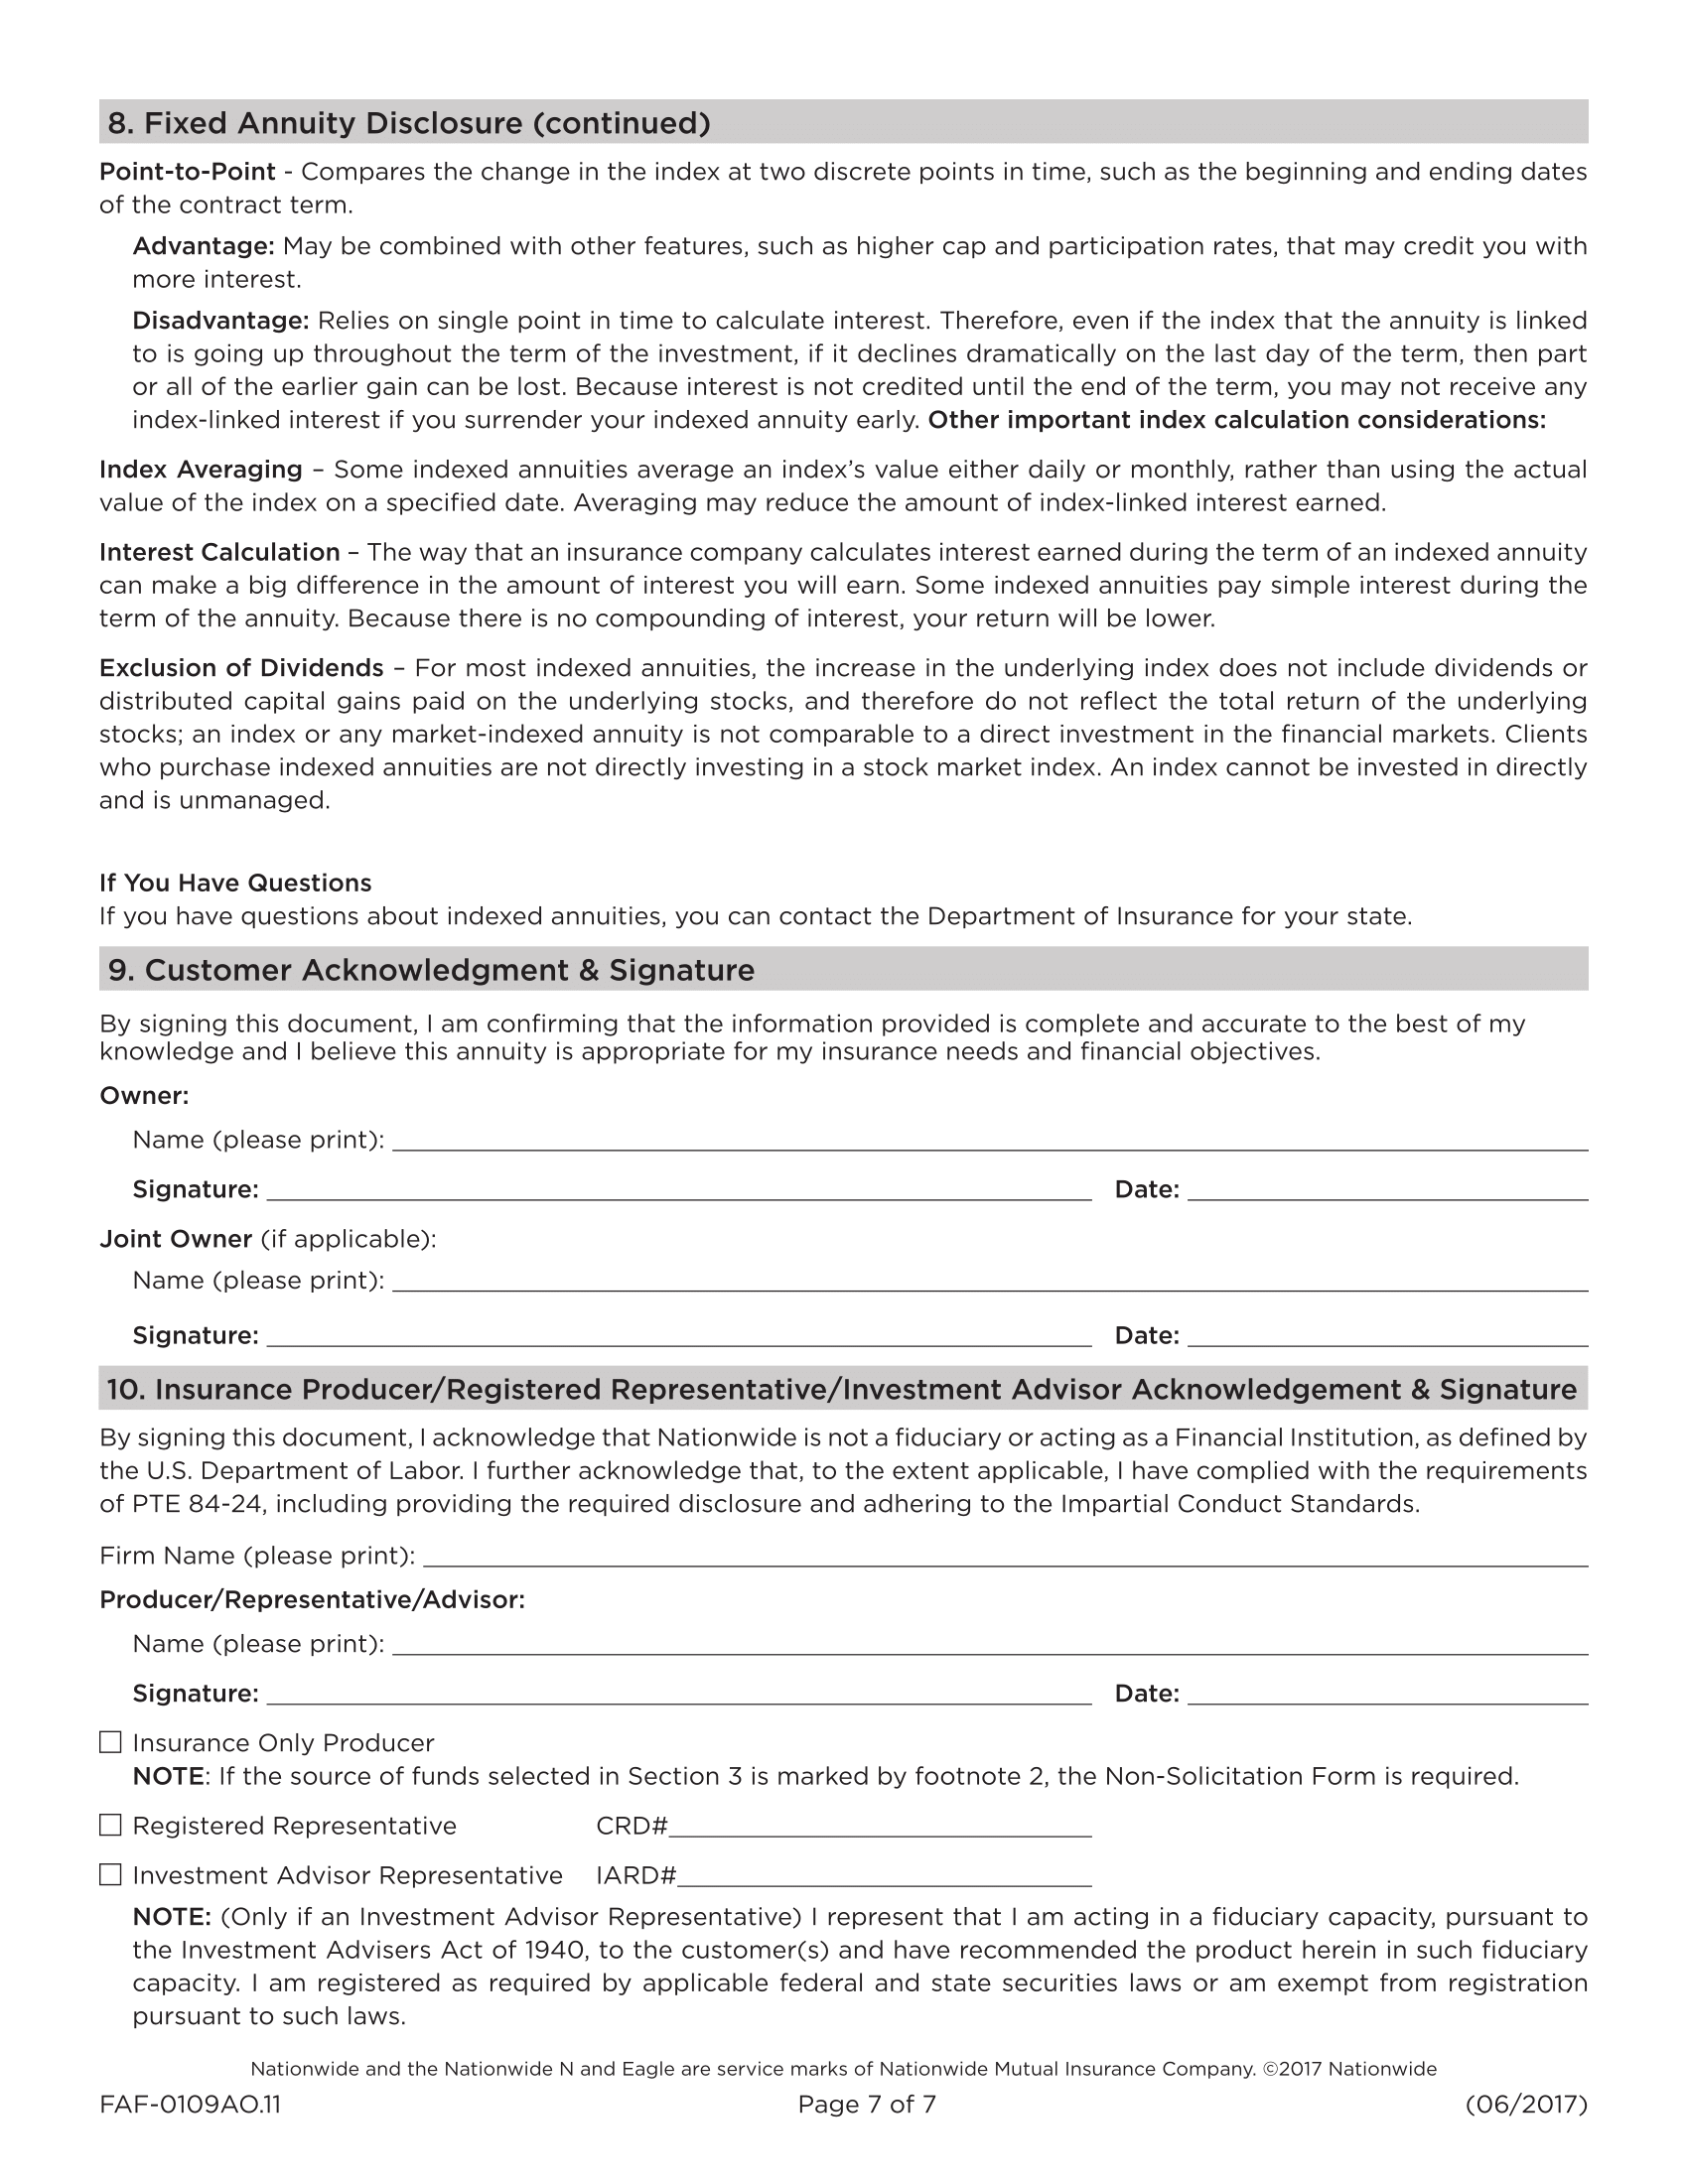 8. Fixed Annuity Disclosure (continued)
Point-to-Point - Compares the change in the index at two discrete points in time, such as the beginning and ending dates
of the contract term.
Advantage: May be combined with other features, such as higher cap and participation rates, that may credit you with
more interest.
Disadvantage: Relies on single point in time to calculate interest. Therefore, even if the index that the annuity is linked
to is going up throughout the term of the investment, if it declines dramatically on the last day of the term, then part
or all of the earlier gain can be lost. Because interest is not credited until the end of the term, you may not receive any
index-linked interest if you surrender your indexed annuity early. Other important index calculation considerations:
Index Averaging – Some indexed annuities average an index’s value either daily or monthly, rather than using the actual
value of the index on a specified date. Averaging may reduce the amount of index-linked interest earned.
Interest Calculation – The way that an insurance company calculates interest earned during the term of an indexed annuity
can make a big difference in the amount of interest you will earn. Some indexed annuities pay simple interest during the
term of the annuity. Because there is no compounding of interest, your return will be lower.
Exclusion of Dividends – For most indexed annuities, the increase in the underlying index does not include dividends or
distributed capital gains paid on the underlying stocks, and therefore do not reflect the total return of the underlying
stocks; an index or any market-indexed annuity is not comparable to a direct investment in the financial markets. Clients
who purchase indexed annuities are not directly investing in a stock market index. An index cannot be invested in directly
and is unmanaged.
If You Have Questions
If you have questions about indexed annuities, you can contact the Department of Insurance for your state.
9. Customer Acknowledgment & Signature
By signing this document, I am confirming that the information provided is complete and accurate to the best of my
knowledge and I believe this annuity is appropriate for my insurance needs and financial objectives.
Owner:
Name (please print):
Signature: Date:
Joint Owner (if applicable):
Name (please print):
Signature: Date:
10. Insurance Producer/Registered Representative/Investment Advisor Acknowledgement & Signature
By signing this document, I acknowledge that Nationwide is not a fiduciary or acting as a Financial Institution, as defined by
the U.S. Department of Labor. I further acknowledge that, to the extent applicable, I have complied with the requirements
of PTE 84-24, including providing the required disclosure and adhering to the Impartial Conduct Standards.
Firm Name (please print):
Producer/Representative/Advisor:
Name (please print):
Signature: Date:
Insurance Only Producer
NOTE: If the source of funds selected in Section 3 is marked by footnote 2, the Non-Solicitation Form is required.
Registered Representative CRD#
Investment Advisor Representative IARD#
NOTE: (Only if an Investment Advisor Representative) I represent that I am acting in a fiduciary capacity, pursuant to
the Investment Advisers Act of 1940, to the customer(s) and have recommended the product herein in such fiduciary
capacity. I am registered as required by applicable federal and state securities laws or am exempt from registration
pursuant to such laws.
Nationwide and the Nationwide N and Eagle are service marks of Nationwide Mutual Insurance Company. ©2017 Nationwide
FAF-0109AO.11 Page 7 of 7 (06/2017)